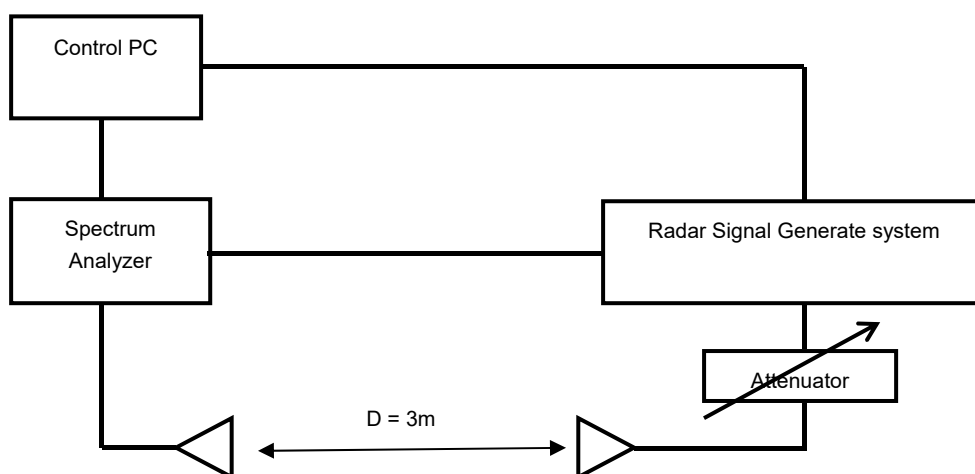 Control PC
Spectrum
Analyzer
Radar Signal Generate system
Attenuator
D = 3m